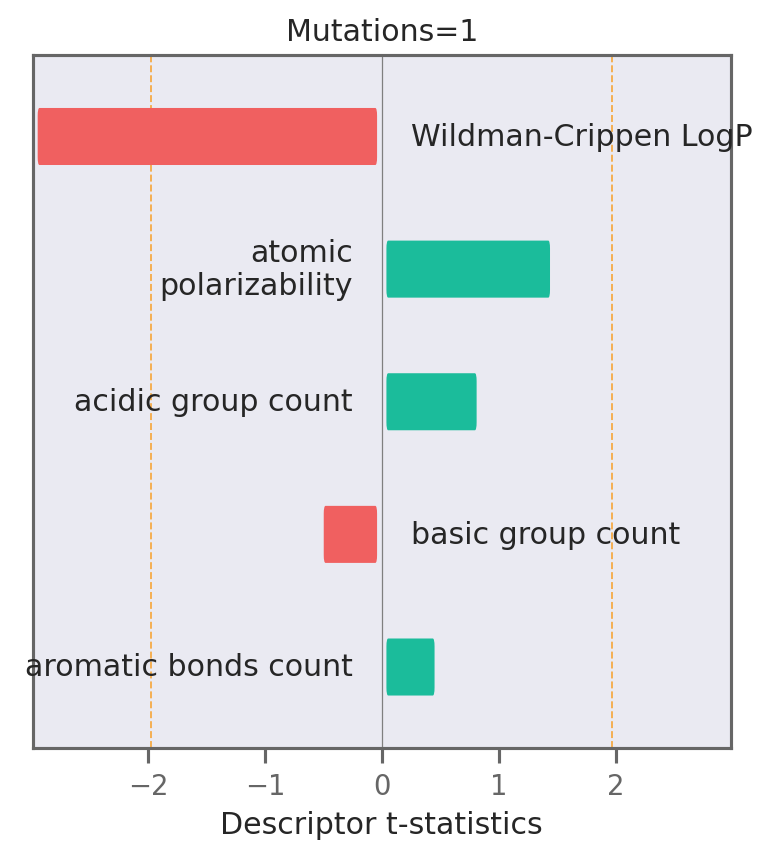 Mutations=1
Wildman-Crippen LogP
atomic
polarizability
acidic group count
basic group count
aromatic bonds count
−2 −1 0 1 2
Descriptor t-statistics